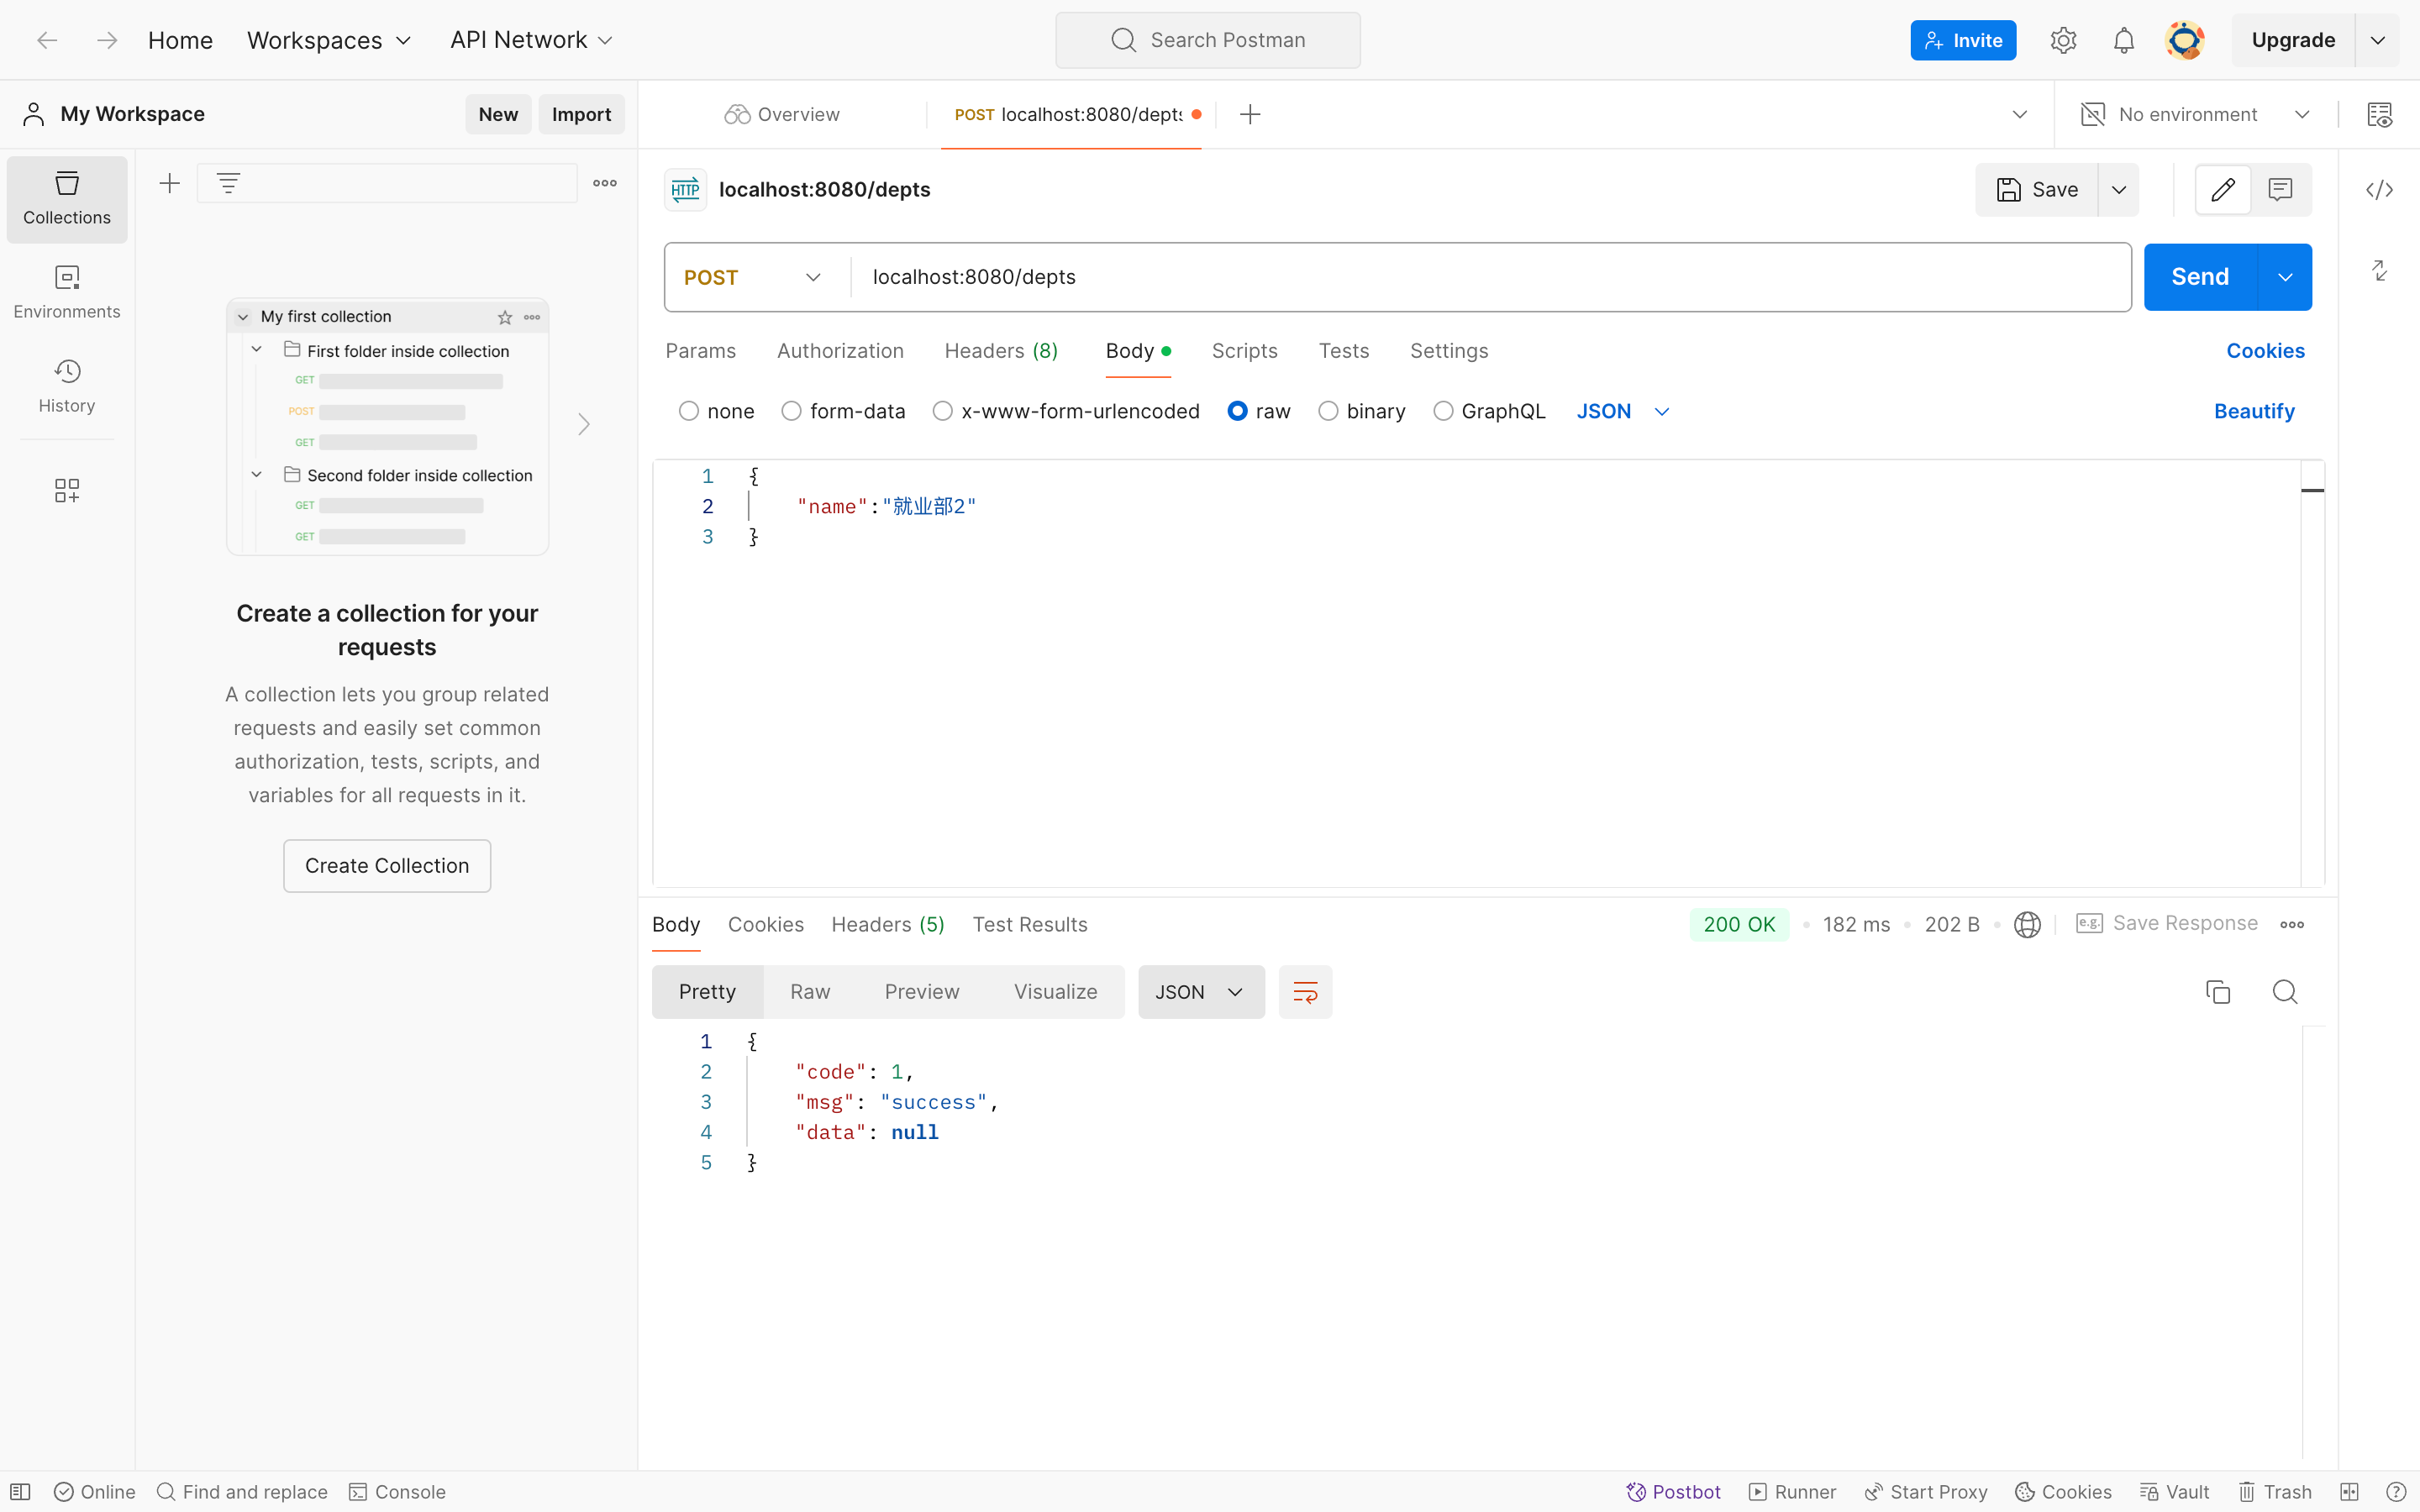 Home
Workspaces
API Network
Search Postman
Invite
Upgrade
My Workspace
New
Import
Overview
POST localhost:8080/depts
No environment
Collections
Environments
History
My first collection
First folder inside collection
GET
POST
GET
Second folder inside collection
GET
GET
Create a collection for your
requests
A collection lets you group related
requests and easily set common
authorization, tests, scripts, and
variables for all requests in it.
Create Collection
HTTP
localhost:8080/depts
Save
POST
localhost:8080/depts
Send
Params
Authorization
Headers (8)
Body
Scripts
Tests
Settings
Cookies
none
form-data
x-www-form-urlencoded
raw
binary
GraphQL
JSON
Beautify
1 {
2 "name":"就业部2"
3 }
Body
Cookies
Headers (5)
Test Results
200 OK
182 ms
202 B
e.g.
Save Response
Pretty
Raw
Preview
Visualize
JSON
1 {
2 "code": 1,
3 "msg": "success",
4 "data": null
5 }
Online
Find and replace
Console
Postbot
Runner
Start Proxy
Cookies
Vault
Trash